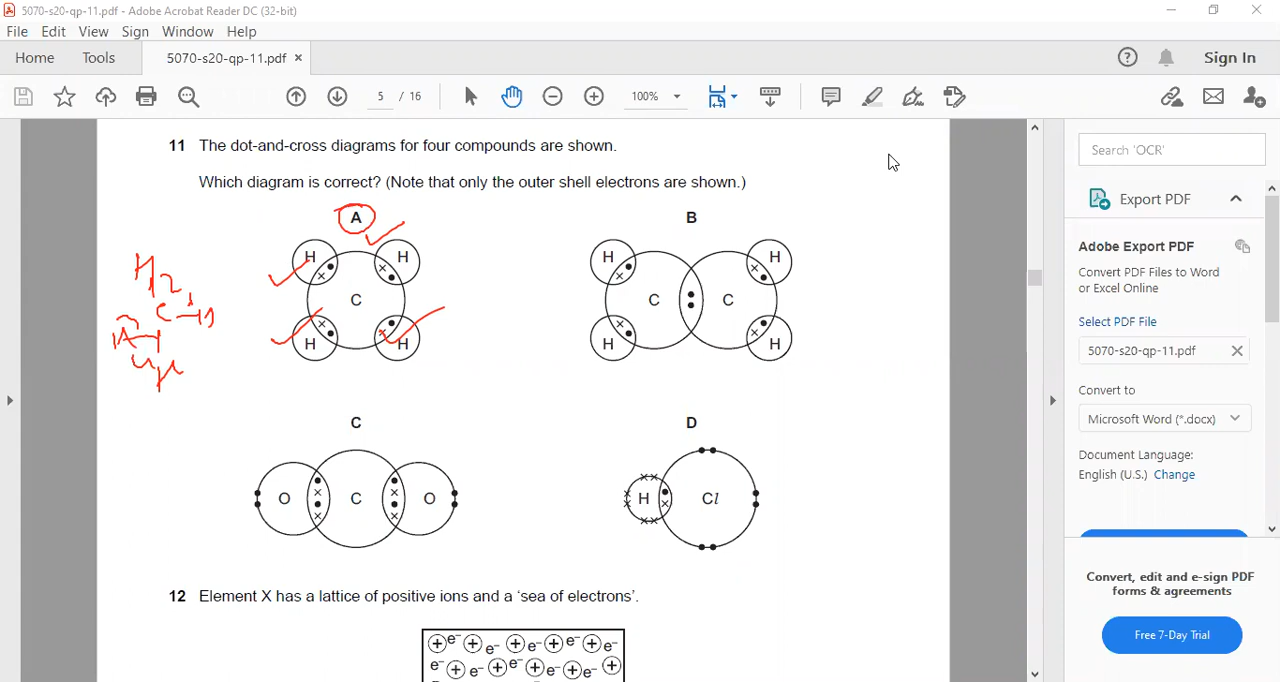 5070-s20-qp-11.pdf - Adobe Acrobat Reader DC (32-bit)
File Edit View Sign Window Help
Home Tools 5070-s20-qp-11.pdf × Sign In
5 / 16 100%
11 The dot-and-cross diagrams for four compounds are shown.
Which diagram is correct? (Note that only the outer shell electrons are shown.)
A B
H H H H
C C C
H H H H
C D
O C O H Cl
12 Element X has a lattice of positive ions and a ‘sea of electrons’.
+ e⁻ + e⁻ + e⁻ + e⁻ + e⁻
e⁻ + e⁻ + e⁻ + e⁻ + e⁻ +
H2
Search 'OCR'
Export PDF
Adobe Export PDF
Convert PDF Files to Word
or Excel Online
Select PDF File
5070-s20-qp-11.pdf
Convert to
Microsoft Word (*.docx)
Document Language:
English (U.S.) Change
Convert, edit and e-sign PDF
forms & agreements
Free 7-Day Trial